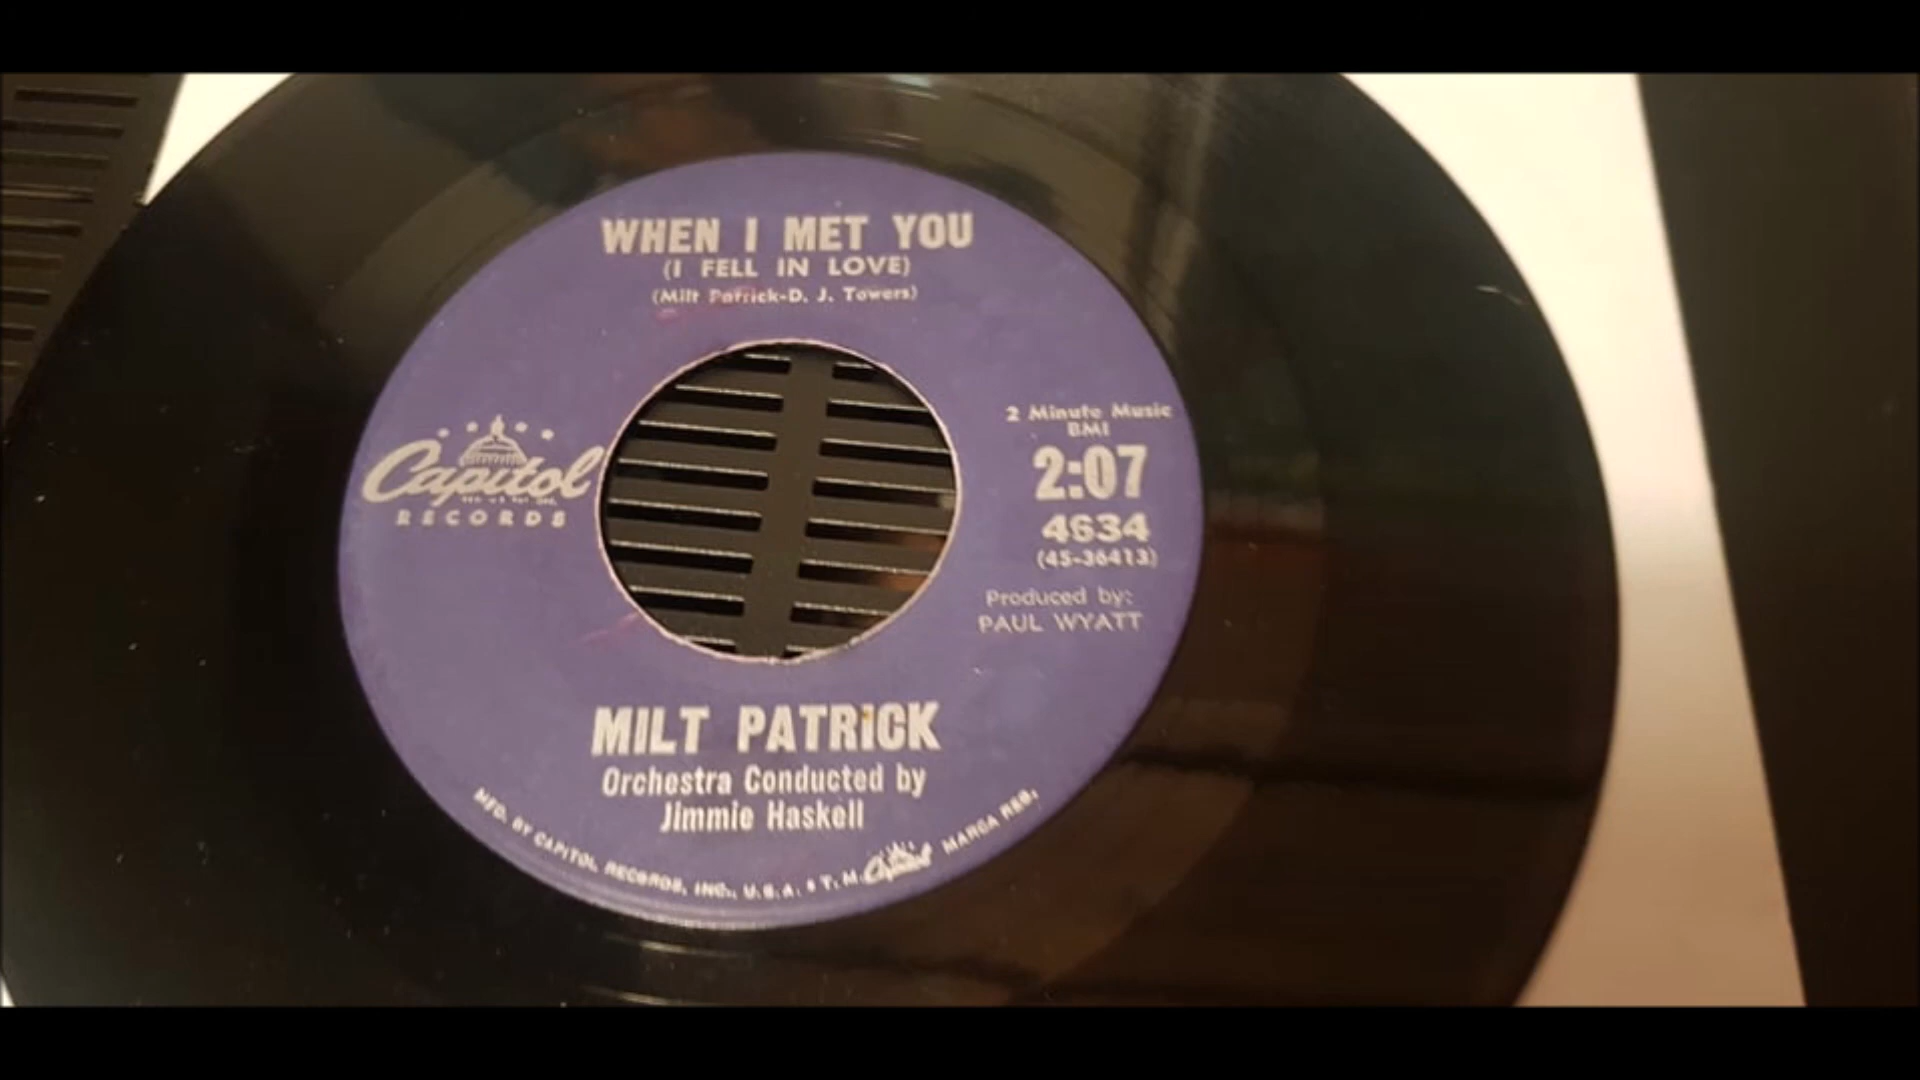 WHEN I MET YOU
(I FELL IN LOVE)
(Milt Patrick-D. J. Towers)
Capitol
RECORDS
2 Minute Music
BMI
2:07
4634
(45-36413)
Produced by:
PAUL WYATT
MILT PATRICK
Orchestra Conducted by
Jimmie Haskell
MFD. BY CAPITOL RECORDS, INC., U.S.A. • T.M. Capitol MARCA REG.